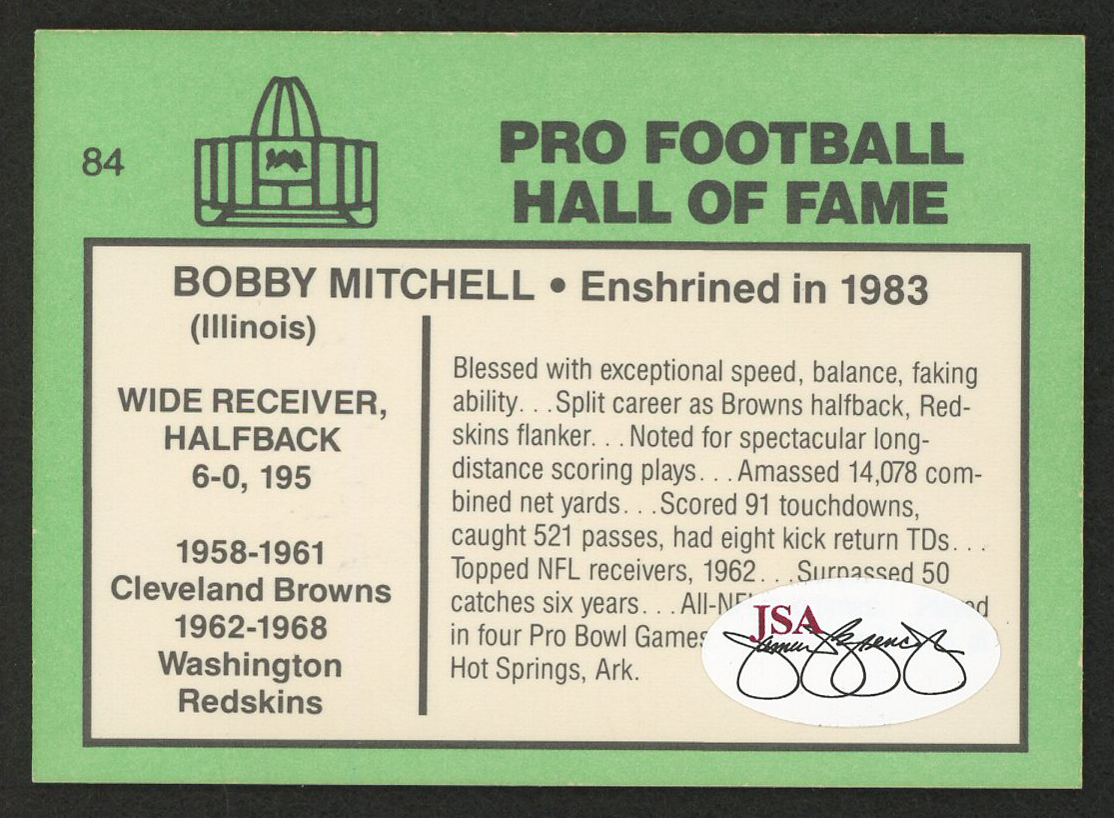 84
PRO FOOTBALL
HALL OF FAME
BOBBY MITCHELL • Enshrined in 1983
(Illinois)
WIDE RECEIVER,
HALFBACK
6-0, 195
1958-1961
Cleveland Browns
1962-1968
Washington
Redskins
Blessed with exceptional speed, balance, faking
ability. . .Split career as Browns halfback, Red-
skins flanker. . .Noted for spectacular long-
distance scoring plays. . .Amassed 14,078 com-
bined net yards. . .Scored 91 touchdowns,
caught 521 passes, had eight kick return TDs. . .
Topped NFL receivers, 1962. . .Surpassed 50
catches six years. . .All-NF
in four Pro Bowl Games
Hot Springs, Ark.
JSA